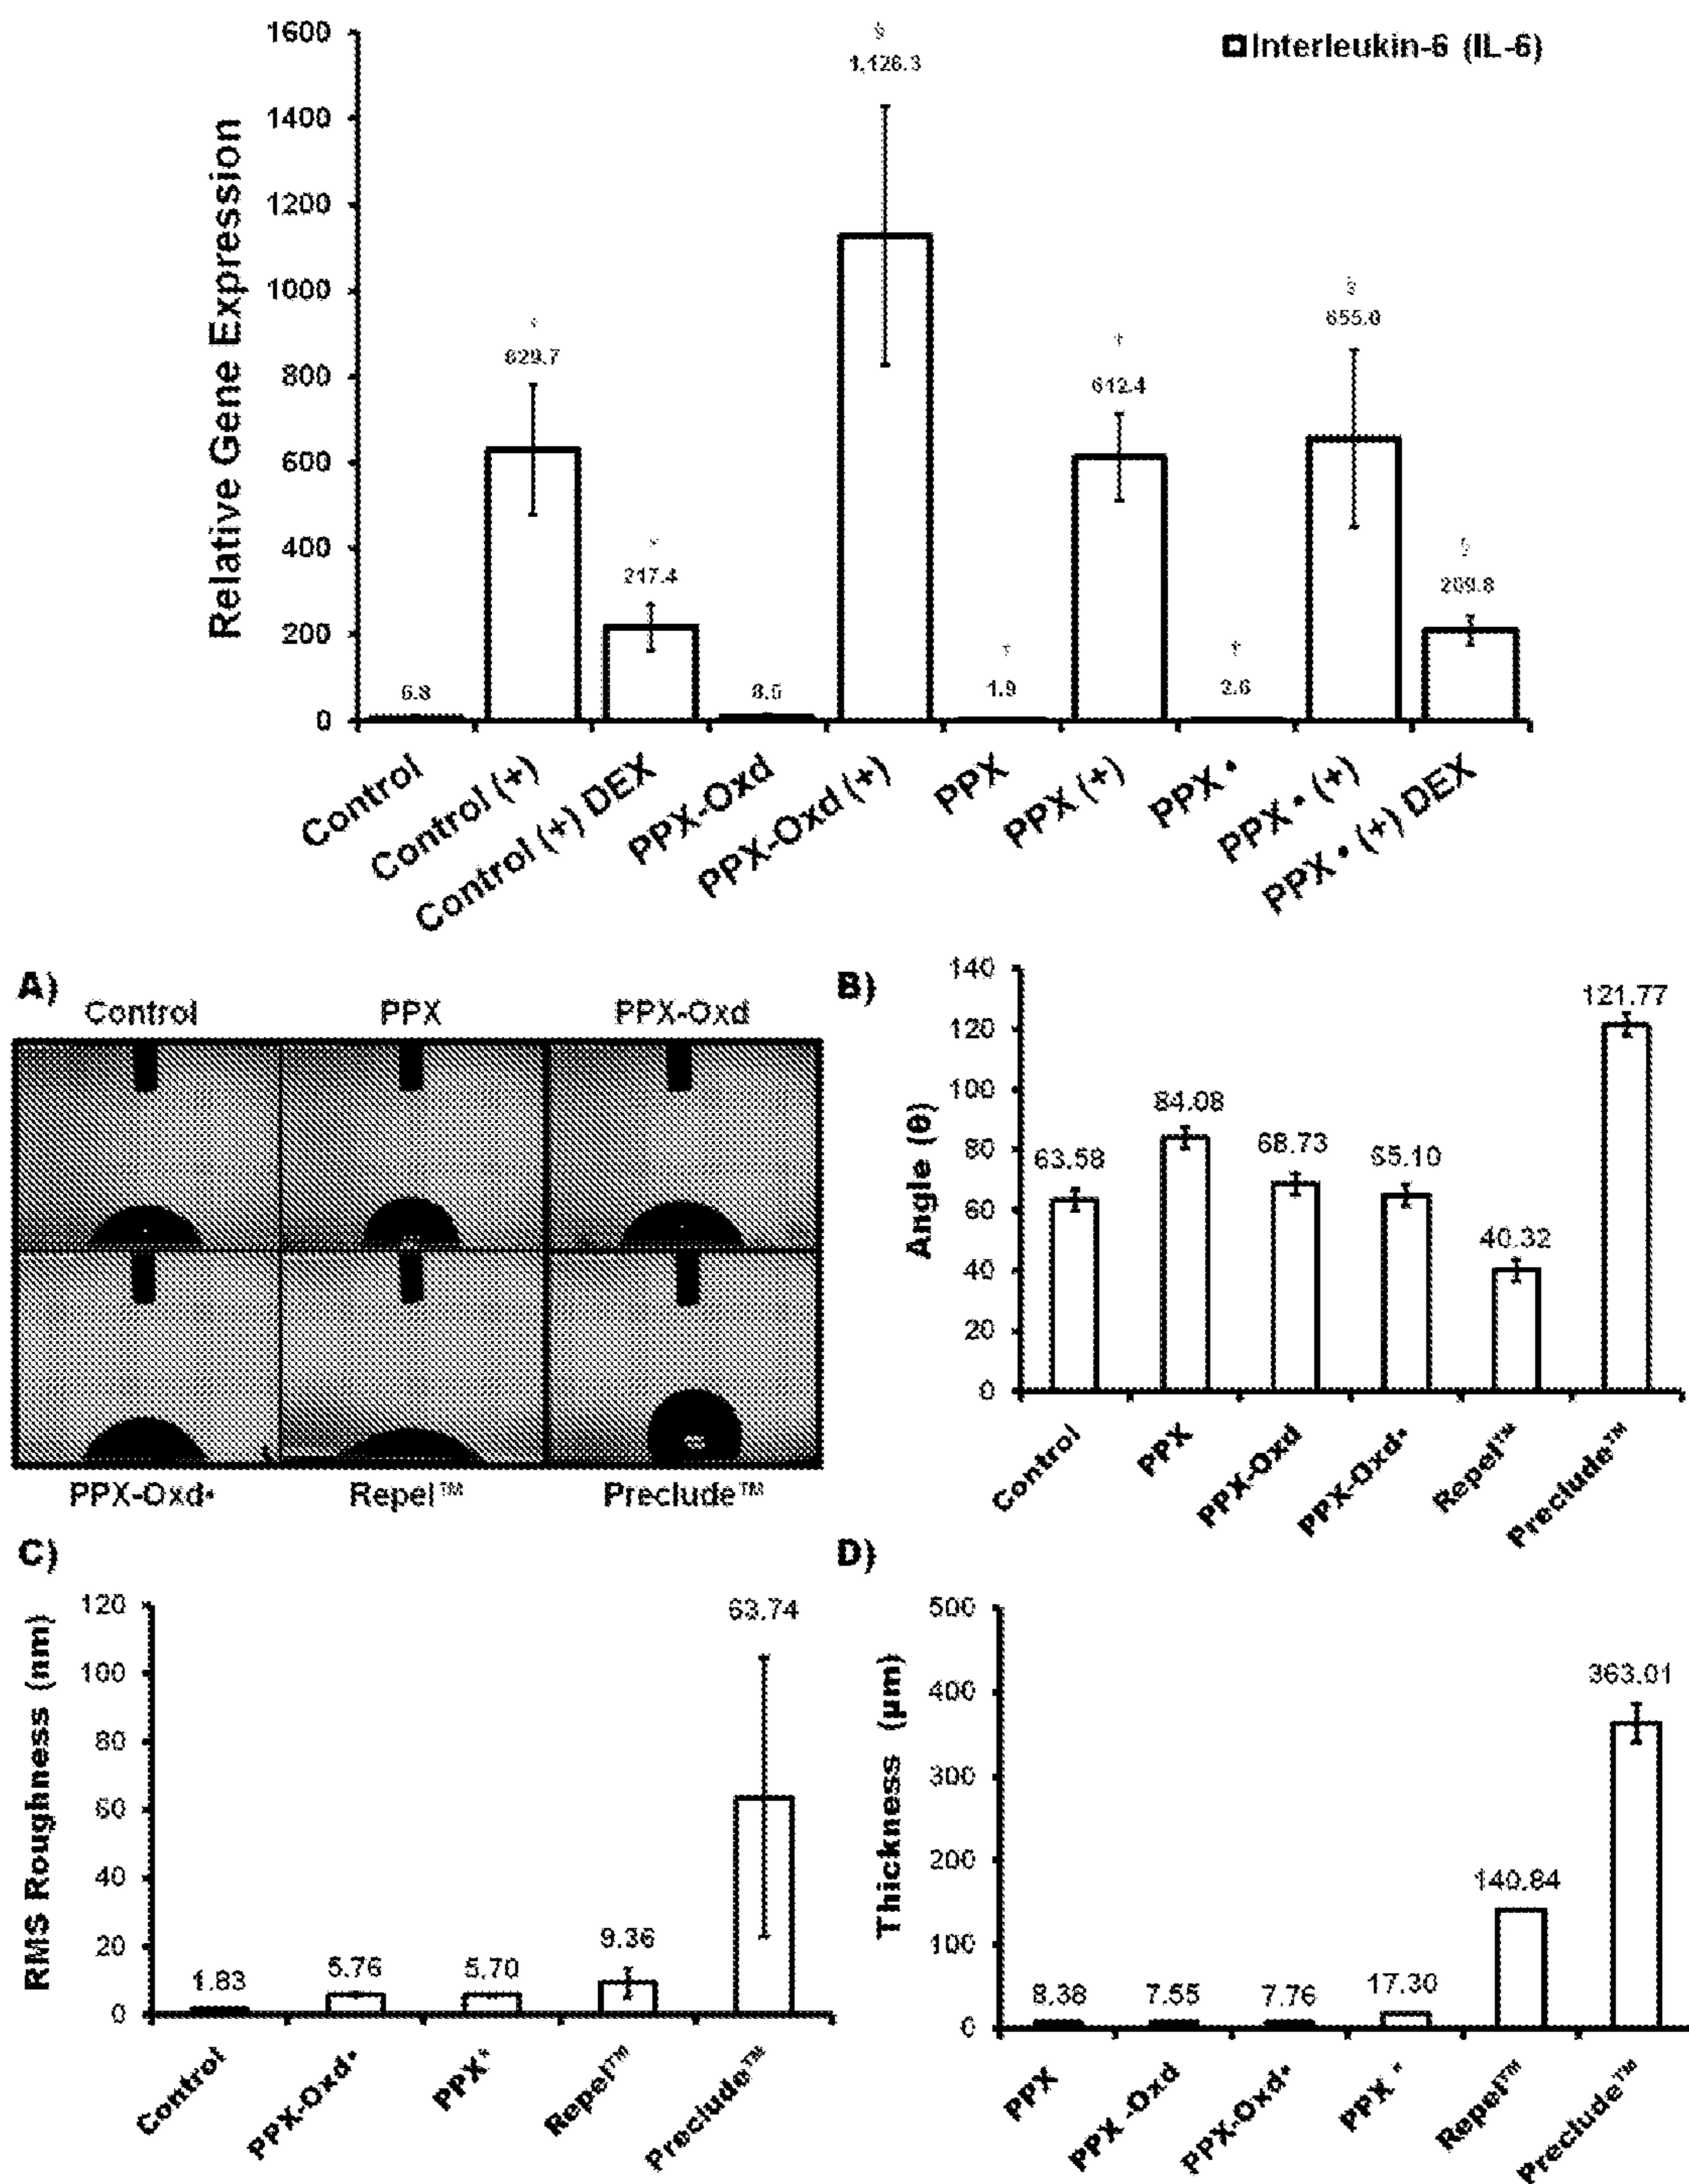 Interleukin-6 (IL-6)
Relative Gene Expression
1600
1400
1200
1000
800
600
400
200
0
6.8
629.7
217.4
8.5
§
1,126.3
1.9
612.4
2.6
655.0
209.8
Control
Control (+)
Control (+) DEX
PPX-Oxd
PPX-Oxd (+)
PPX
PPX (+)
PPX •
PPX • (+)
PPX • (+) DEX
A)
Control PPX PPX-Oxd
PPX-Oxd• Repel™ Preclude™
B)
Angle (θ)
140
120
100
80
60
40
20
0
63.58
84.08
68.73
65.10
40.32
121.77
Control
PPX
PPX-Oxd
PPX-Oxd•
Repel™
Preclude™
C)
RMS Roughness (nm)
120
100
80
60
40
20
0
1.83
5.76
5.70
9.36
63.74
Control
PPX-Oxd•
PPX*
Repel™
Preclude™
D)
Thickness (µm)
500
400
300
200
100
0
8.38
7.55
7.76
17.30
140.84
363.01
PPX
PPX -Oxd
PPX-Oxd•
PPX *
Repel™
Preclude™